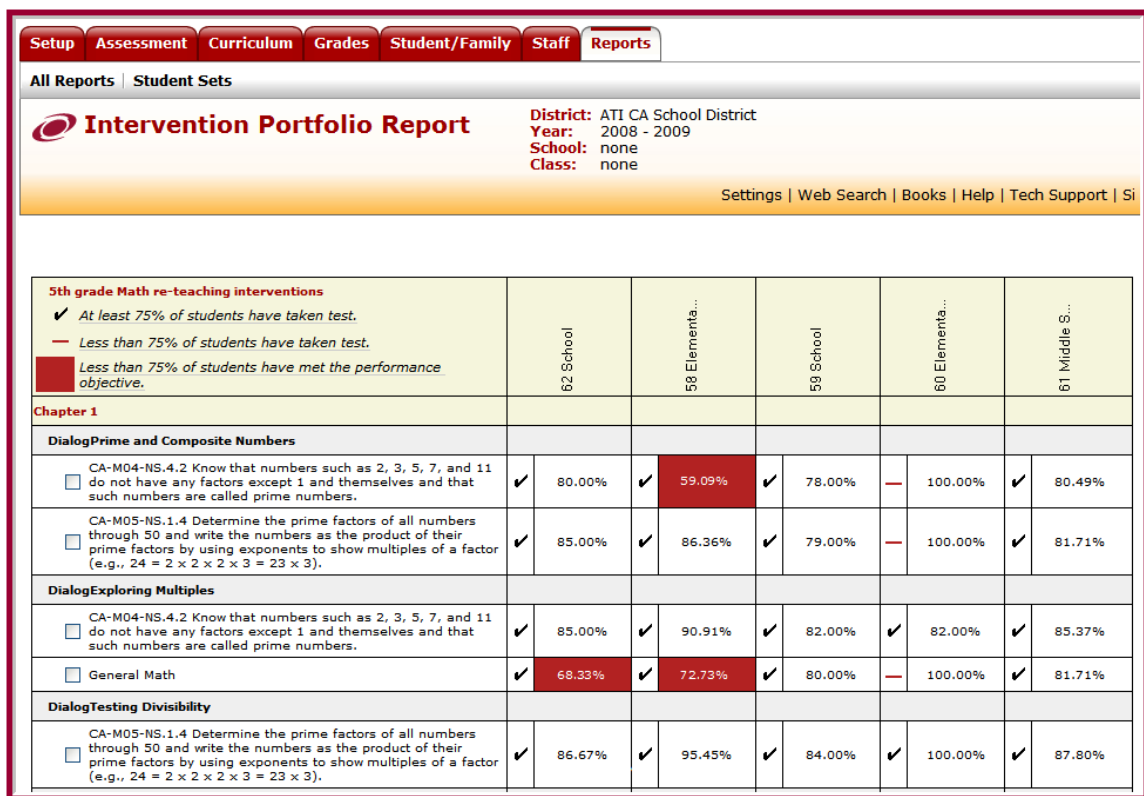 Setup Assessment Curriculum Grades Student/Family Staff Reports
All Reports | Student Sets
Intervention Portfolio Report
District: ATI CA School District
Year: 2008 - 2009
School: none
Class: none
Settings | Web Search | Books | Help | Tech Support | Si
5th grade Math re-teaching interventions
✔ At least 75% of students have taken test.
— Less than 75% of students have taken test.
Less than 75% of students have met the performance
objective.
62 School
58 Elementa...
59 School
60 Elementa...
61 Middle S...
Chapter 1
DialogPrime and Composite Numbers
CA-M04-NS.4.2 Know that numbers such as 2, 3, 5, 7, and 11
do not have any factors except 1 and themselves and that
such numbers are called prime numbers.
✔ 80.00% ✔ 59.09% ✔ 78.00% — 100.00% ✔ 80.49%
CA-M05-NS.1.4 Determine the prime factors of all numbers
through 50 and write the numbers as the product of their
prime factors by using exponents to show multiples of a factor
(e.g., 24 = 2 x 2 x 2 x 3 = 23 x 3).
✔ 85.00% ✔ 86.36% ✔ 79.00% — 100.00% ✔ 81.71%
DialogExploring Multiples
CA-M04-NS.4.2 Know that numbers such as 2, 3, 5, 7, and 11
do not have any factors except 1 and themselves and that
such numbers are called prime numbers.
✔ 85.00% ✔ 90.91% ✔ 82.00% ✔ 82.00% ✔ 85.37%
General Math
✔ 68.33% ✔ 72.73% ✔ 80.00% — 100.00% ✔ 81.71%
DialogTesting Divisibility
CA-M05-NS.1.4 Determine the prime factors of all numbers
through 50 and write the numbers as the product of their
prime factors by using exponents to show multiples of a factor
(e.g., 24 = 2 x 2 x 2 x 3 = 23 x 3).
✔ 86.67% ✔ 95.45% ✔ 84.00% ✔ 100.00% ✔ 87.80%